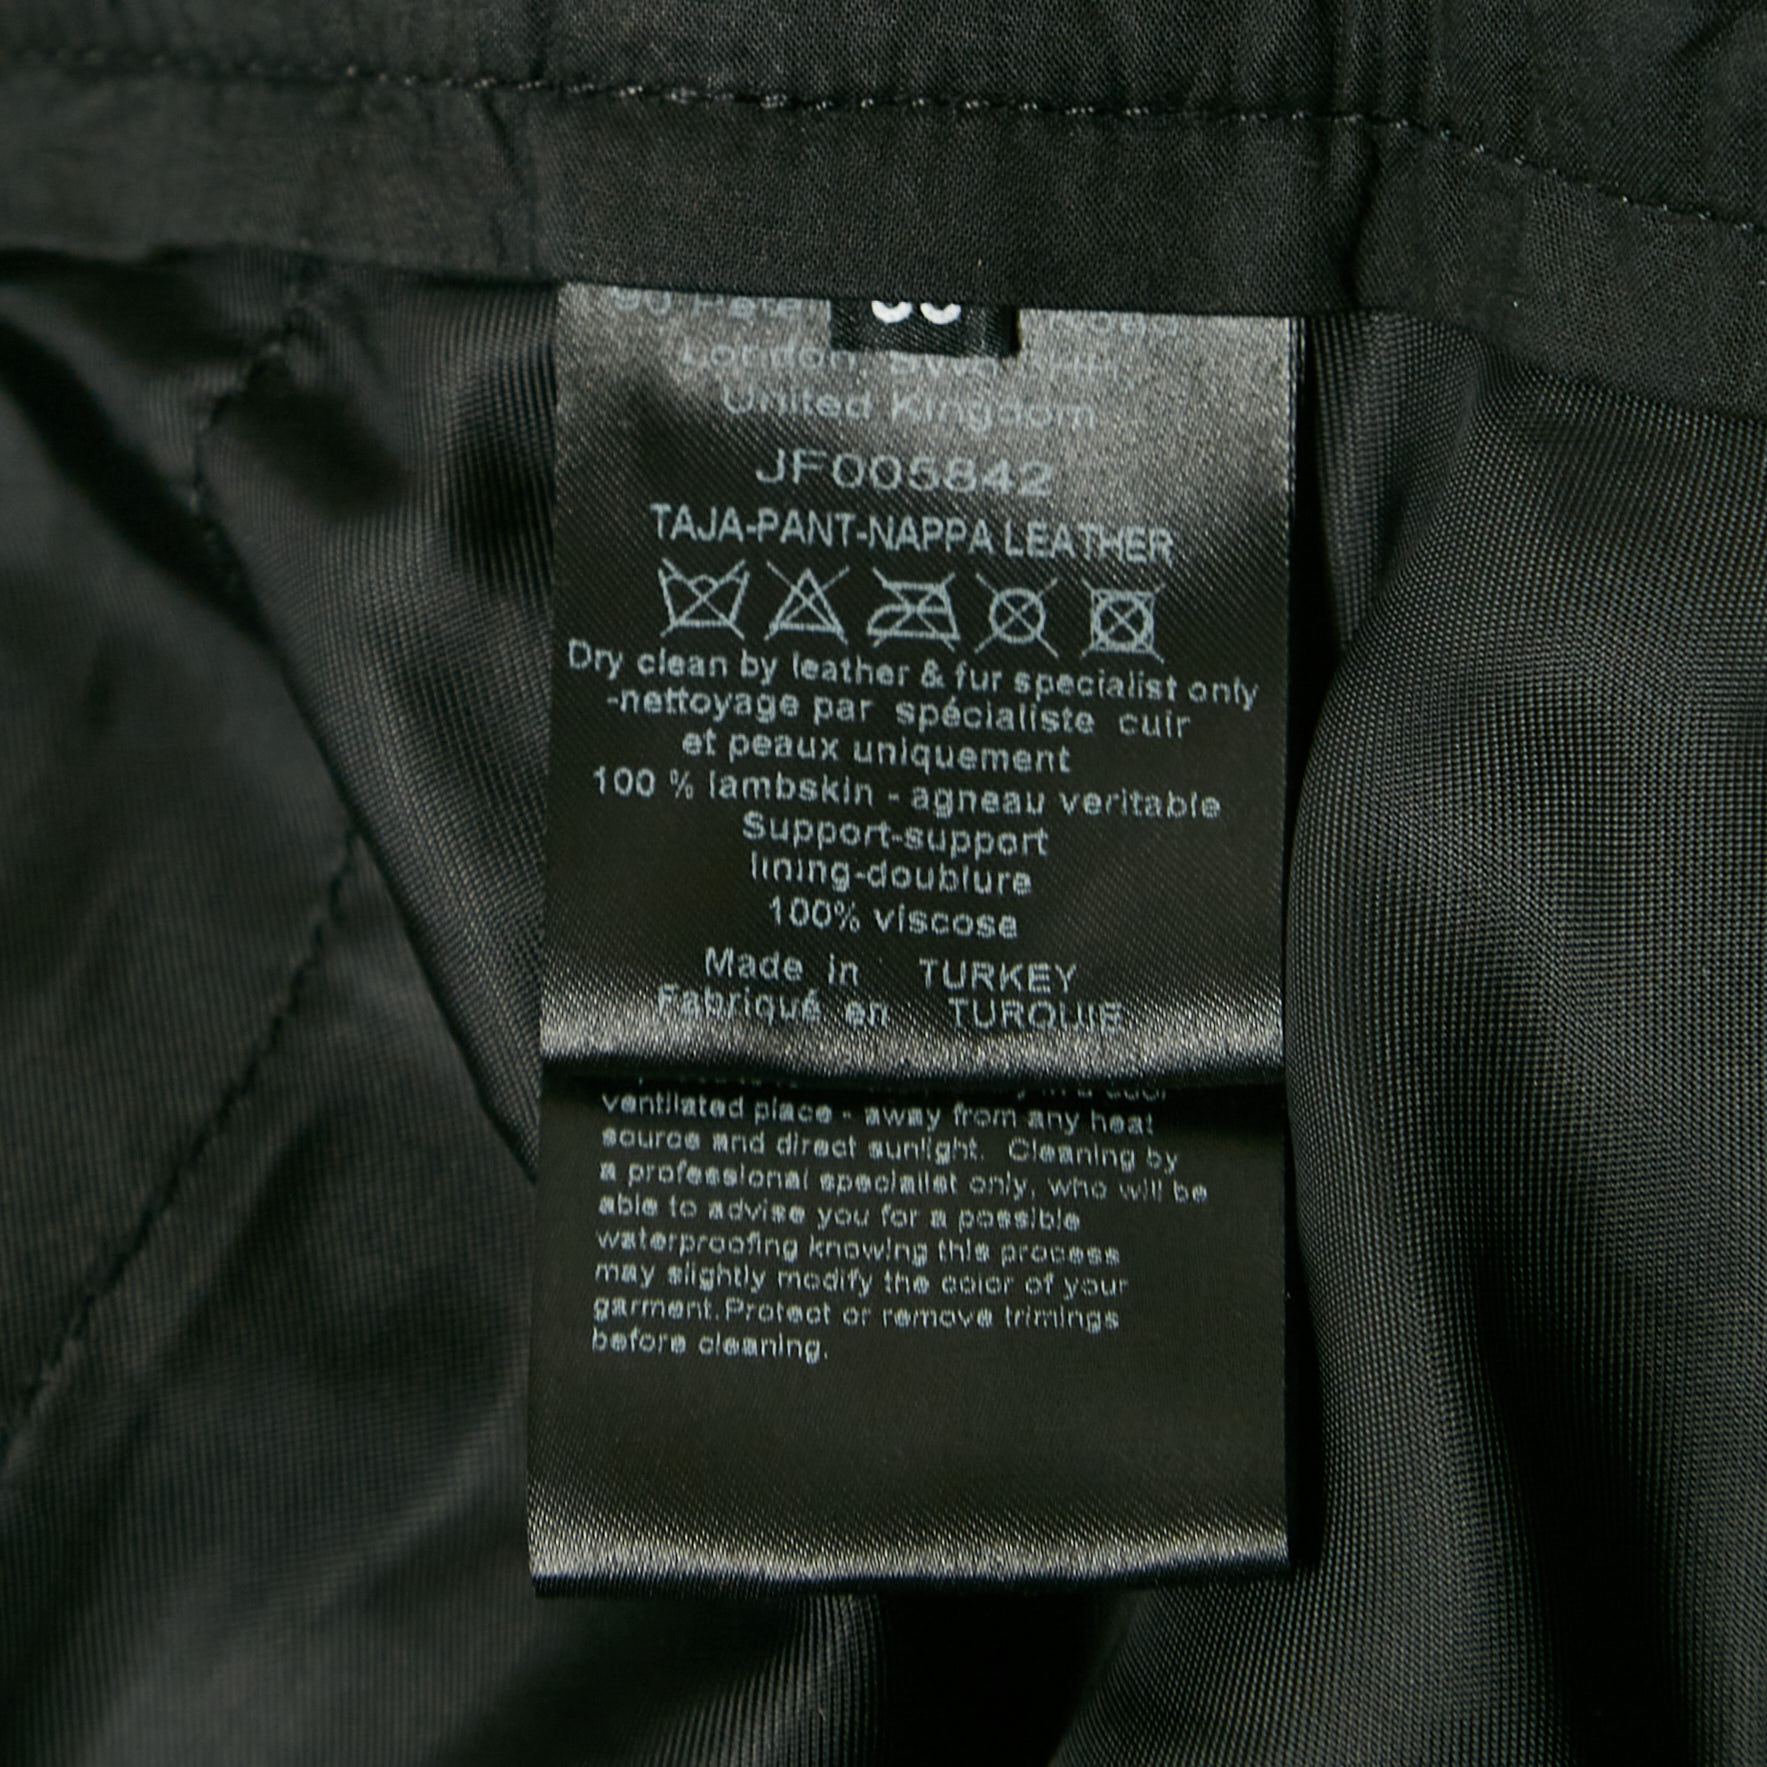 London,
United Kingdom
JF005842
TAJA-PANT-NAPPA LEATHER
Dry clean by leather & fur specialist only
-nettoyage par spécialiste cuir
et peaux uniquement
100 % lambskin - agneau veritable
Support-support
lining-doublure
100% viscose
Made in TURKEY
Fabriqué en TURQUIE
ventilated place - away from any heat
source and direct sunlight. Cleaning by
a professional specialist only, who will be
able to advise you for a possible
waterproofing knowing this process
may slightly modify the color of your
garment.Protect or remove trimings
before cleaning.